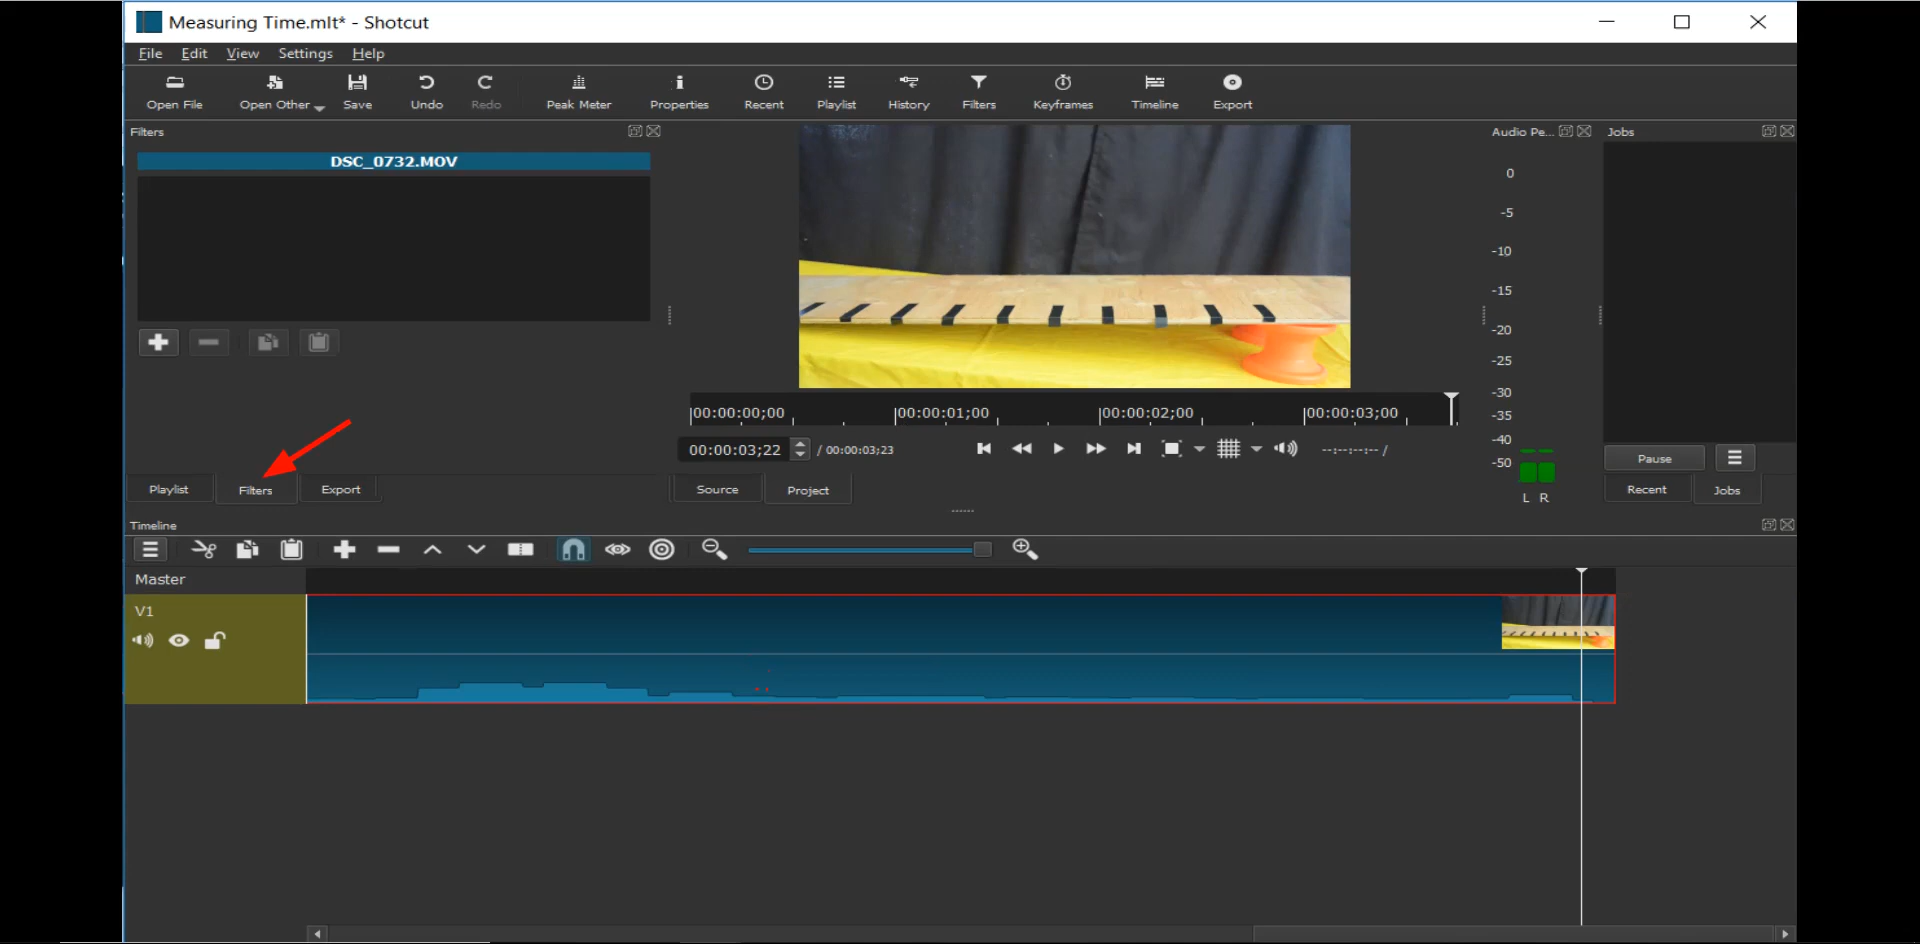 Measuring Time.mlt* - Shotcut
File Edit View Settings Help
Open File Open Other Save Undo Redo Peak Meter Properties Recent Playlist History Filters Keyframes Timeline Export
Filters
Audio Pe...
Jobs
DSC_0732.MOV
0
-5
-10
-15
-20
-25
-30
-35
-40
-50
L R
00:00:00;00 00:00:01;00 00:00:02;00 00:00:03;00
00:00:03;22 / 00:00:03;23 --:--:--:-- /
Pause
Playlist Filters Export
Source Project
Recent Jobs
Timeline
Master
V1